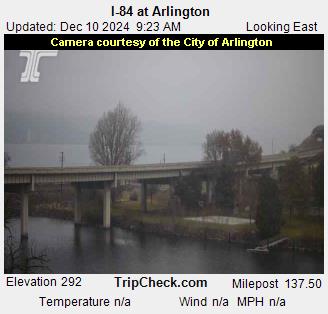 I-84 at Arlington
Updated: Dec 10 2024 9:23 AM Looking East
Camera courtesy of the City of Arlington
Elevation 292 TripCheck.com Milepost 137.50
Temperature n/a Wind n/a MPH n/a